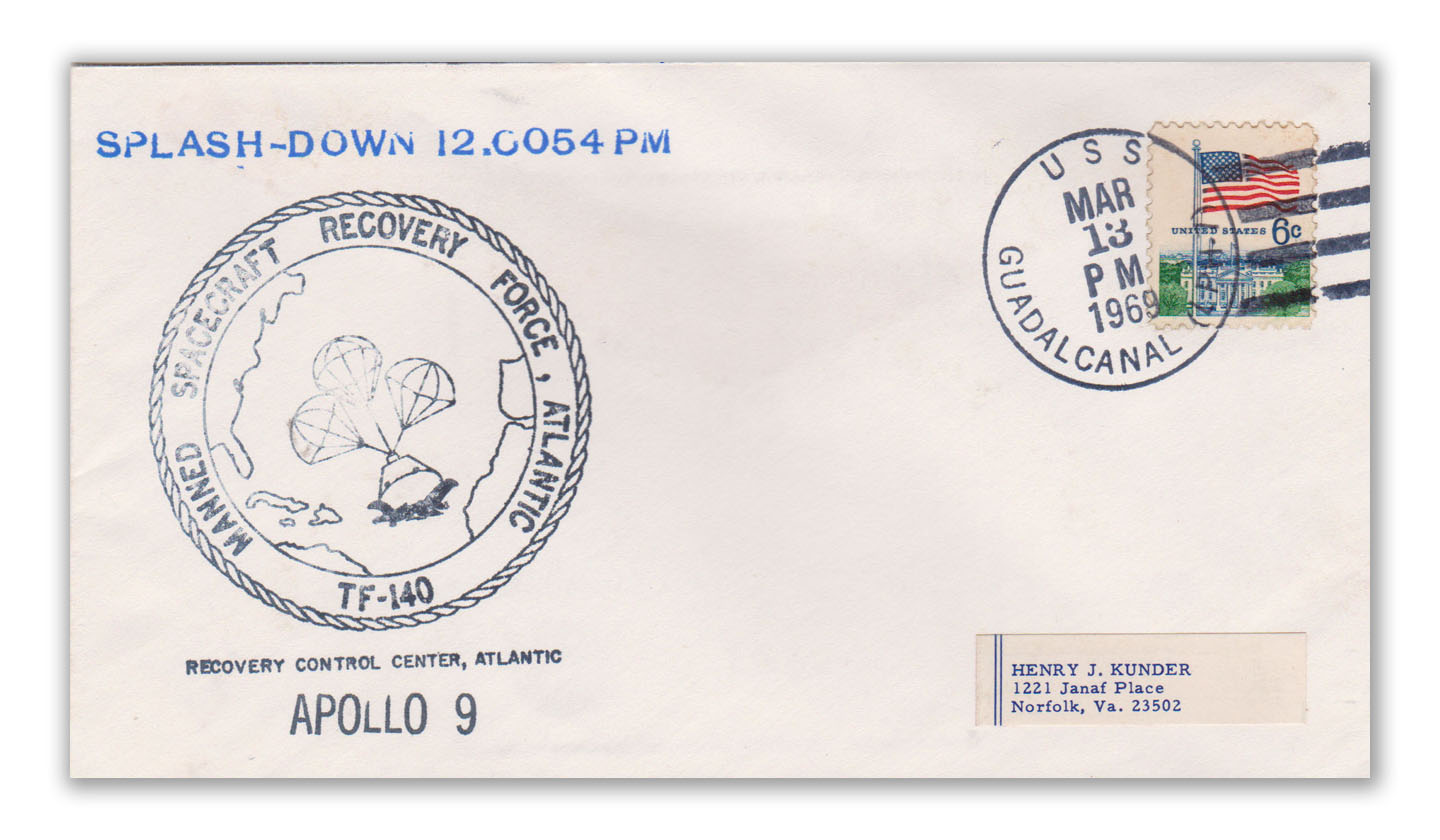 SPLASH-DOWN 12.0054 PM
MANNED SPACECRAFT RECOVERY FORCE, ATLANTIC
TF-140
RECOVERY CONTROL CENTER, ATLANTIC
APOLLO 9
USS GUADALCANAL
MAR
13
PM
1969
UNITED STATES 6c
HENRY J. KUNDER
1221 Janaf Place
Norfolk, Va. 23502